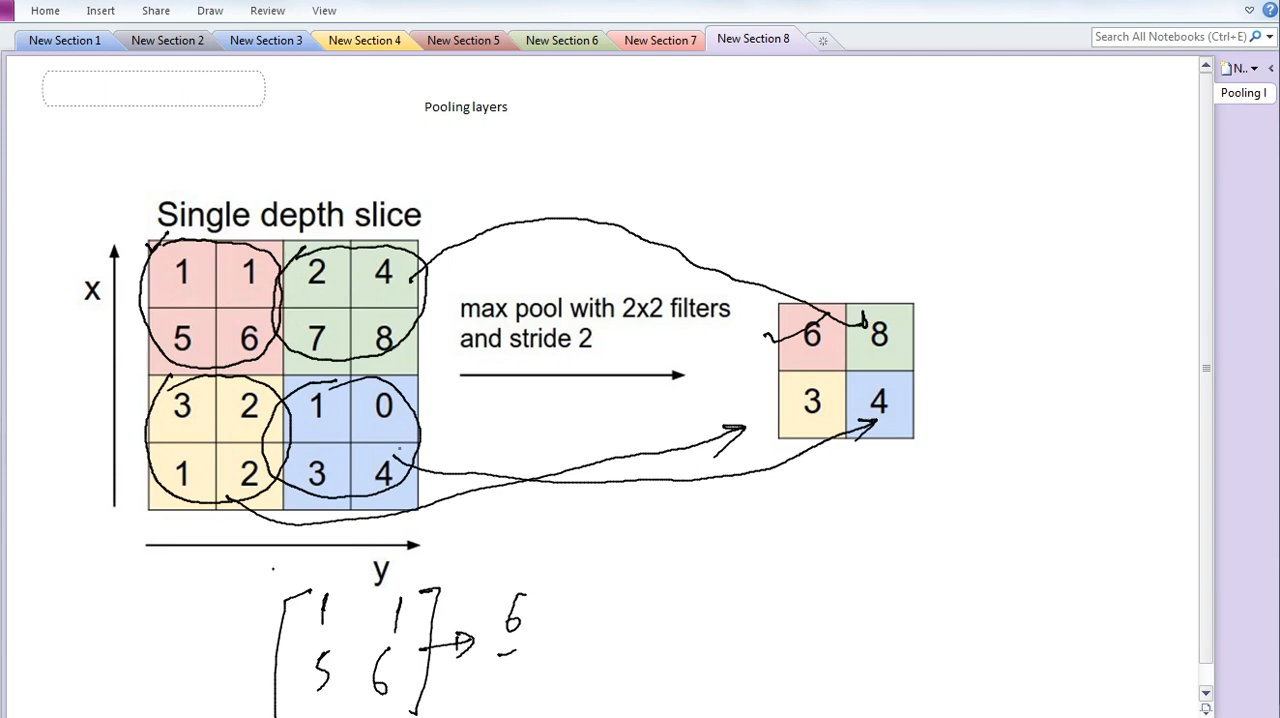 Home Insert Share Draw Review View
New Section 1 New Section 2 New Section 3 New Section 4 New Section 5 New Section 6 New Section 7 New Section 8
Search All Notebooks (Ctrl+E)
N..
Pooling l
Pooling layers
Single depth slice
x
1 1 2 4
5 6 7 8
3 2 1 0
1 2 3 4
y
max pool with 2x2 filters
and stride 2
6 8
3 4
1 1
5 6
6